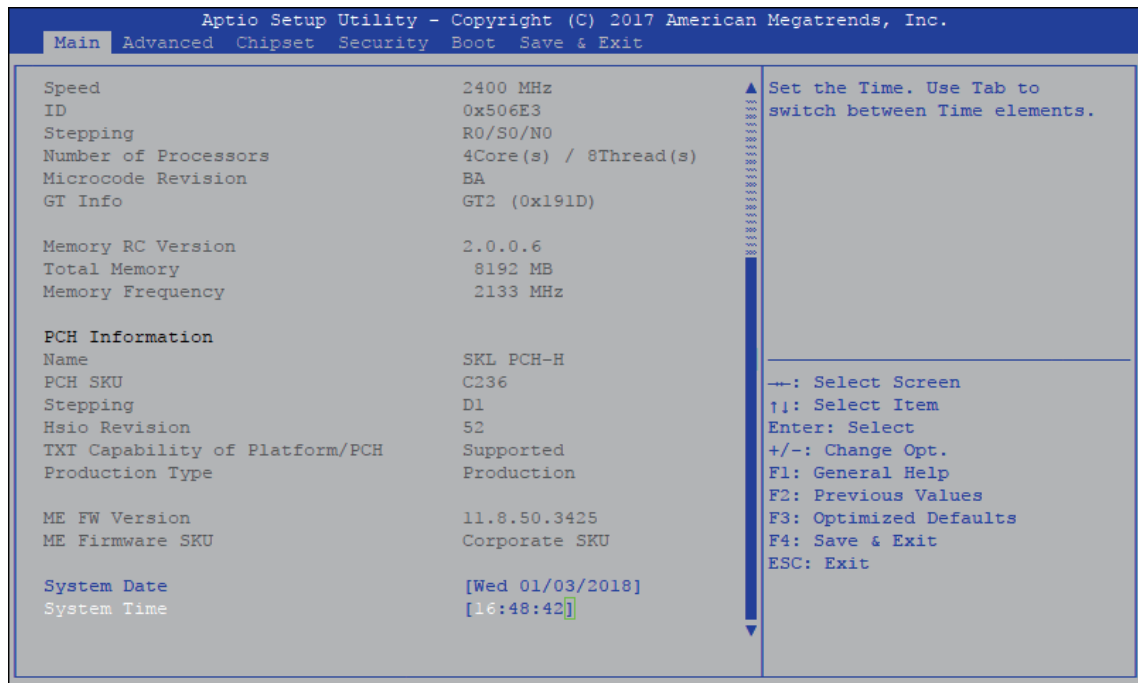 Aptio Setup Utility – Copyright (C) 2017 American Megatrends, Inc.
Main Advanced Chipset Security Boot Save & Exit
Speed 2400 MHz
ID 0x506E3
Stepping R0/S0/N0
Number of Processors 4Core(s) / 8Thread(s)
Microcode Revision BA
GT Info GT2 (0x191D)
Memory RC Version 2.0.0.6
Total Memory 8192 MB
Memory Frequency 2133 MHz
PCH Information
Name SKL PCH-H
PCH SKU C236
Stepping D1
Hsio Revision 52
TXT Capability of Platform/PCH Supported
Production Type Production
ME FW Version 11.8.50.3425
ME Firmware SKU Corporate SKU
System Date [Wed 01/03/2018]
System Time [16:48:42]
Set the Time. Use Tab to
switch between Time elements.
→←: Select Screen
↑↓: Select Item
Enter: Select
+/-: Change Opt.
F1: General Help
F2: Previous Values
F3: Optimized Defaults
F4: Save & Exit
ESC: Exit